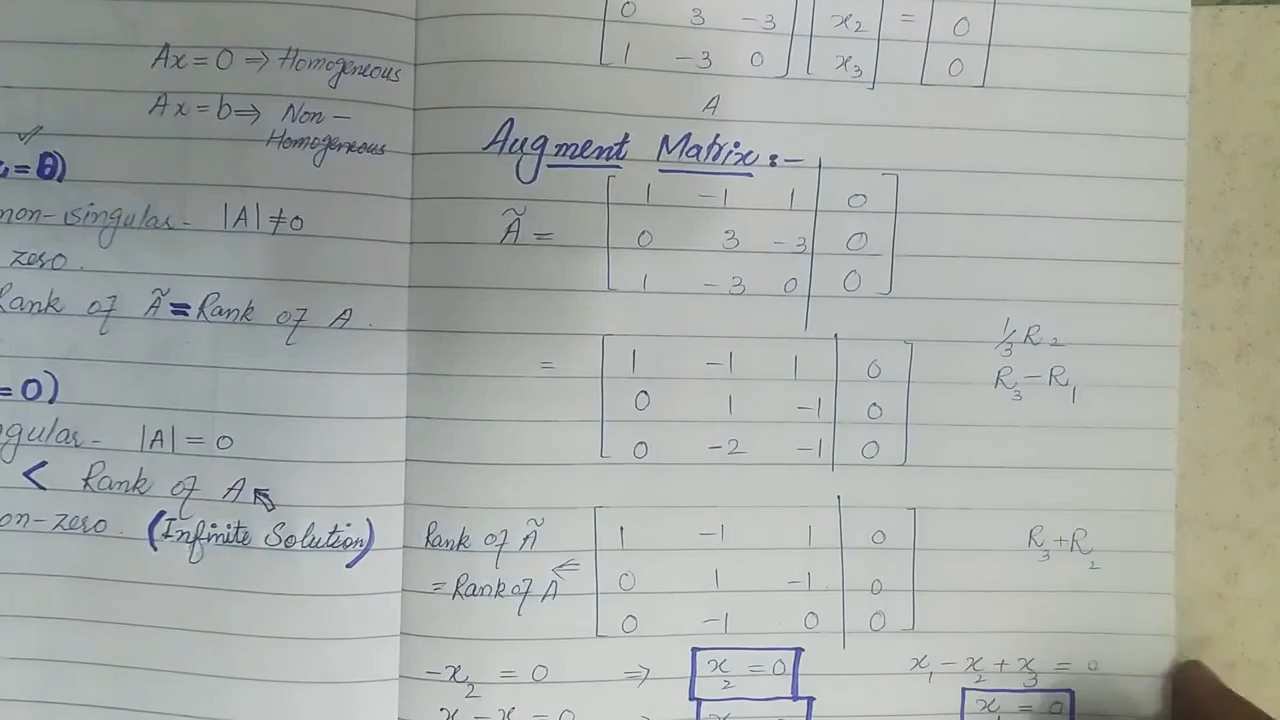 Ax = 0 ⇒ Homogeneous
Ax = b ⇒ Non-
Homogeneous
= 0)
non-singular - |A| ≠ 0
zero.
Rank of Ã = Rank of A.
= 0)
gular - |A| = 0
< Rank of A
on-zero. (Infinite Solution)
0 3 -3 x₂ = 0
1 -3 0 x₃ 0
A
Augment Matrix :-
1 -1 1 0
Ã = 0 3 -3 0
1 -3 0 0
1/3 R₂
= 1 -1 1 0 R₃ - R₁
0 1 -1 0
0 -2 -1 0
Rank of Ã 1 -1 1 0 R₃ + R₂
= Rank of A ⇐ 0 1 -1 0
0 -1 0 0
-x₂ = 0 ⇒ x₂ = 0 x₁ - x₂ + x₃ = 0
x₁ = 0